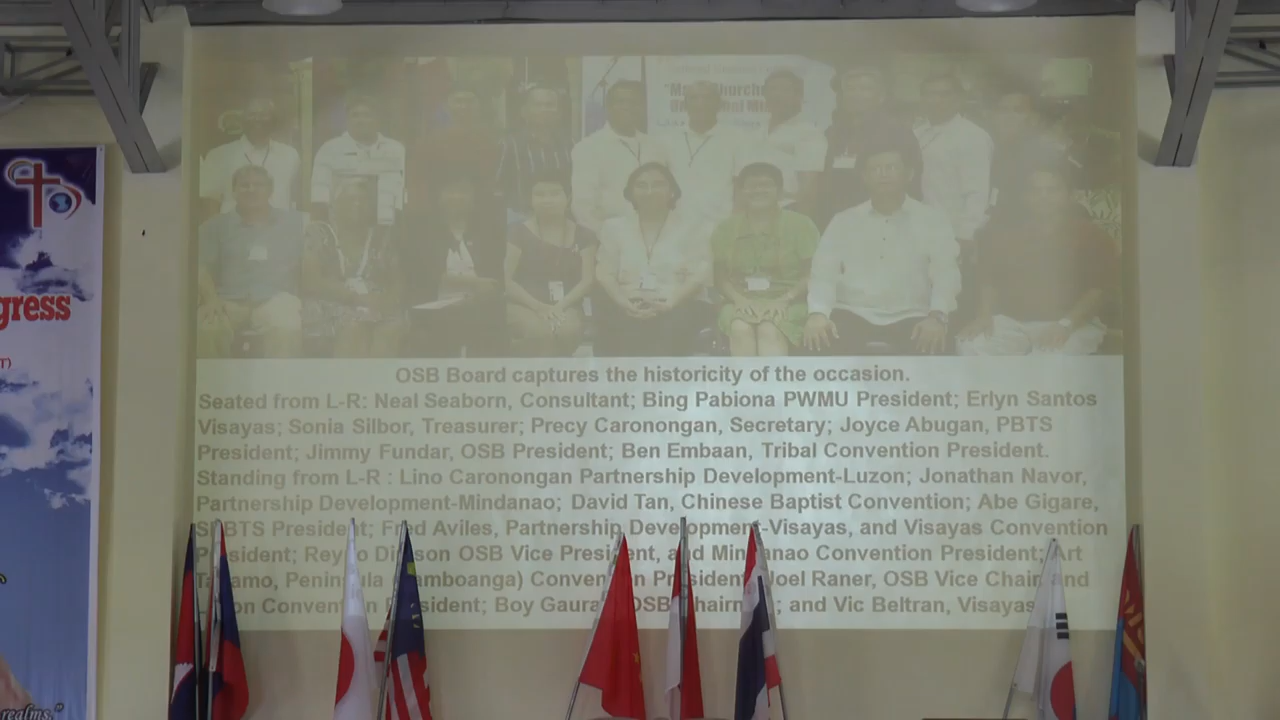 gress
T)
realms."
OSB Board captures the historicity of the occasion.
Seated from L-R: Neal Seaborn, Consultant; Bing Pabiona PWMU President; Erlyn Santos
Visayas; Sonia Silbor, Treasurer; Precy Caronongan, Secretary; Joyce Abugan, PBTS
President; Jimmy Fundar, OSB President; Ben Embaan, Tribal Convention President.
Standing from L-R : Lino Caronongan Partnership Development-Luzon; Jonathan Navor,
Partnership Development-Mindanao; David Tan, Chinese Baptist Convention; Abe Gigare,
President; Fred Aviles, Partnership Development-Visayas, and Visayas Convention
President; OSB Vice President, and Mindanao Convention President; Art
Peninsula Convention President; Joel Raner, OSB Vice Chair and
Convention President; Boy OSB and Vic Beltran, Visayas